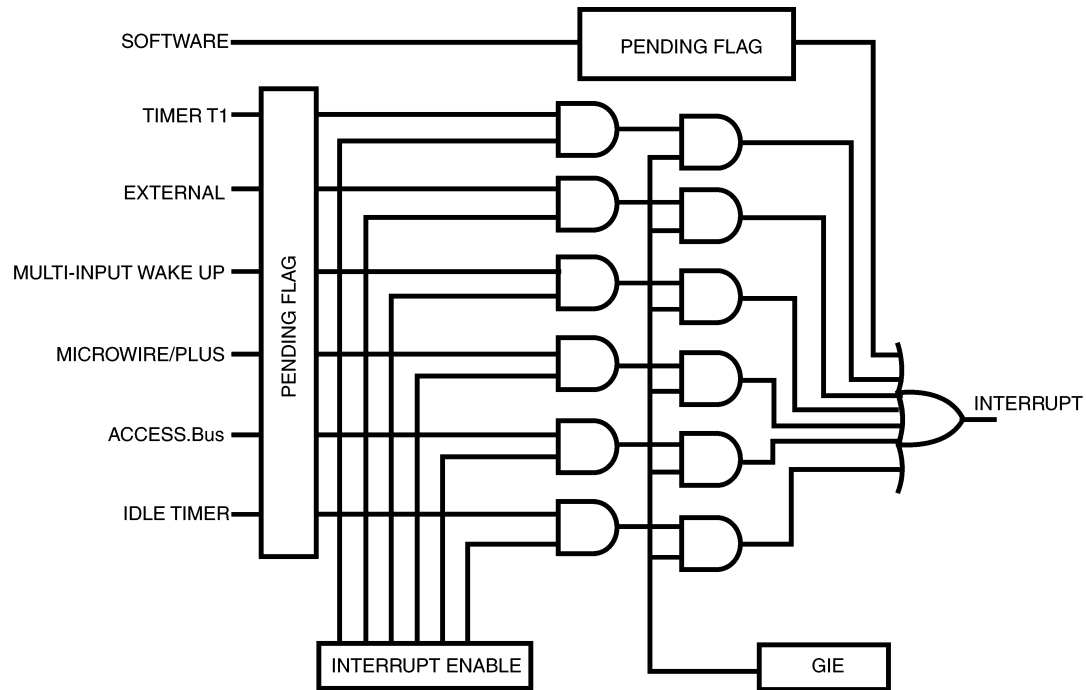 SOFTWARE
PENDING FLAG
TIMER T1
EXTERNAL
MULTI-INPUT WAKE UP
MICROWIRE/PLUS
ACCESS.Bus
IDLE TIMER
PENDING FLAG
INTERRUPT
INTERRUPT ENABLE
GIE